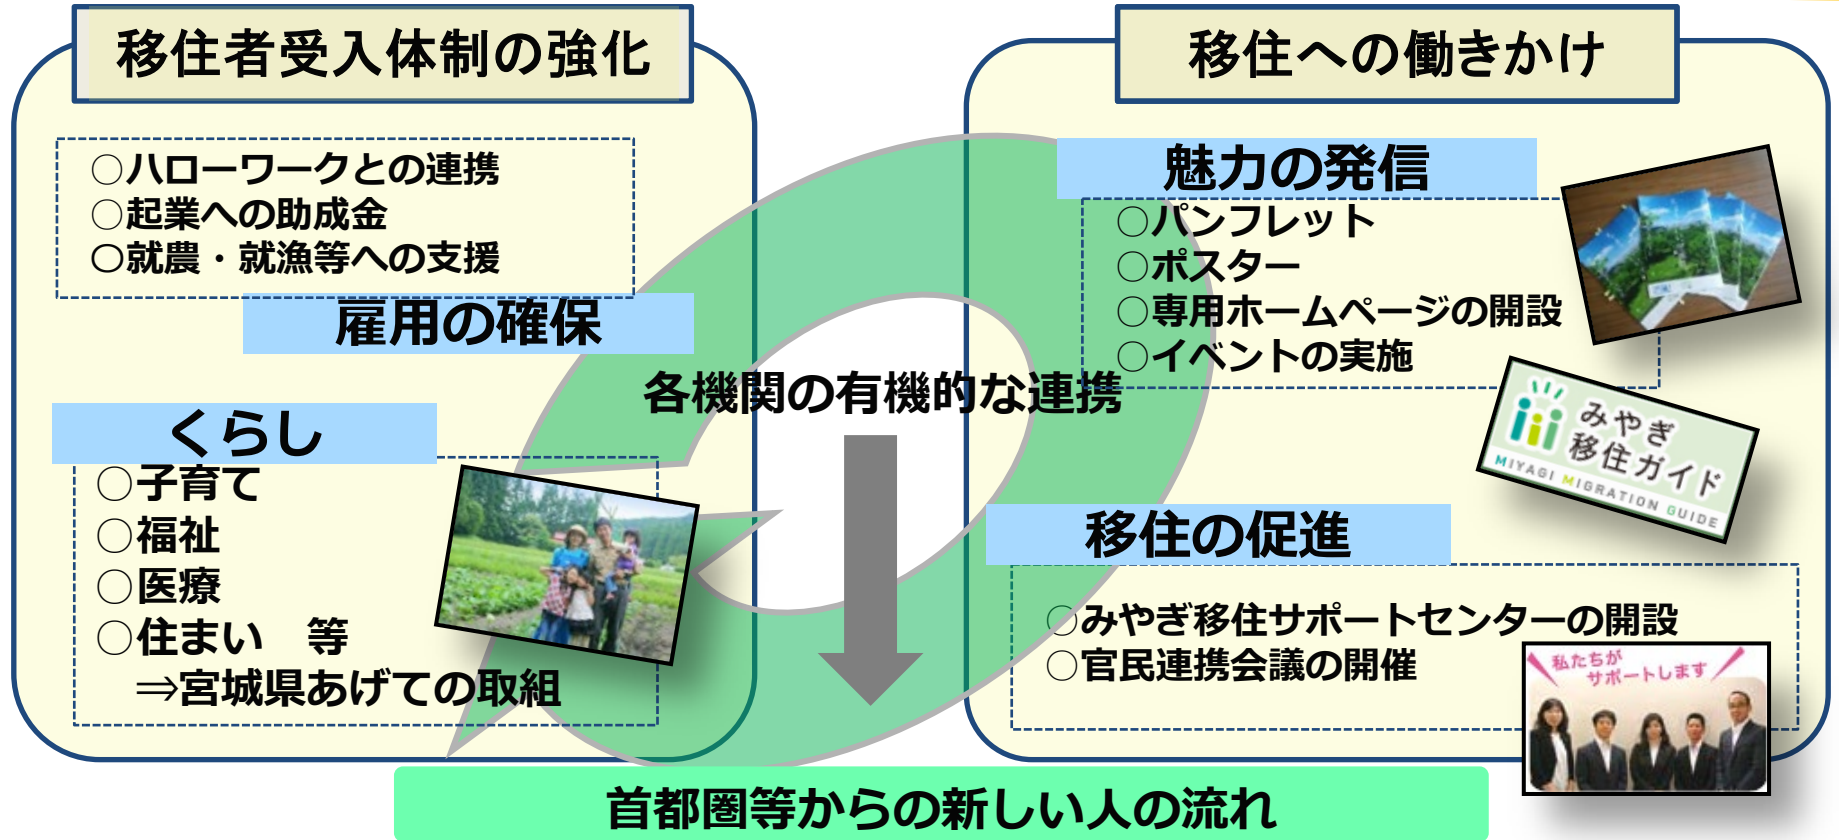 移住者受入体制の強化
○ハローワークとの連携
○起業への助成金
○就農・就漁等への支援
雇用の確保
くらし
○子育て
○福祉
○医療
○住まい　等
⇒宮城県あげての取組
各機関の有機的な連携
移住への働きかけ
魅力の発信
○パンフレット
○ポスター
○専用ホームページの開設
○イベントの実施
みやぎ
移住ガイド
MIYAGI MIGRATION GUIDE
移住の促進
○みやぎ移住サポートセンターの開設
○官民連携会議の開催
私たちが
サポートします
首都圏等からの新しい人の流れ